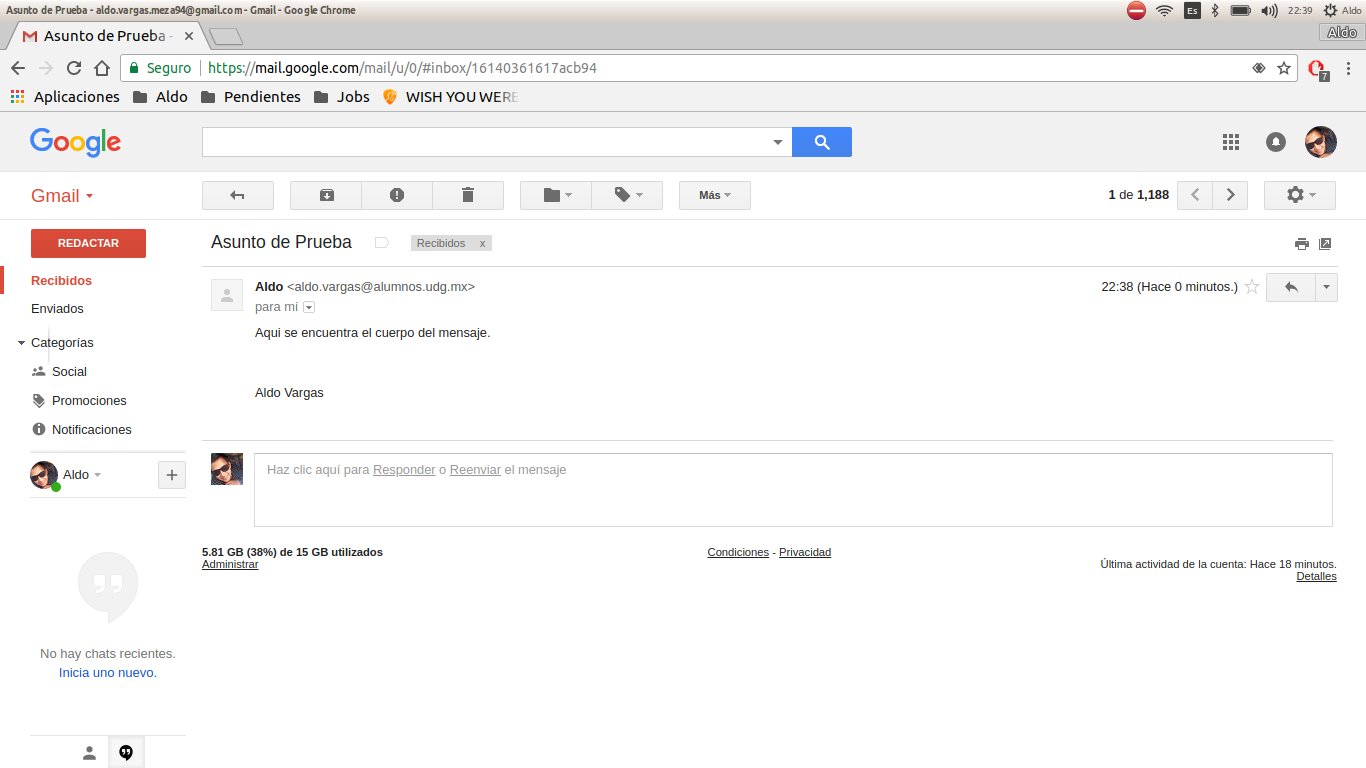 Asunto de Prueba - aldo.vargas.meza94@gmail.com - Gmail - Google Chrome
Es
22:39
Aldo
Asunto de Prueba -
Aldo
Seguro
https://mail.google.com/mail/u/0/#inbox/16140361617acb94
7
Aplicaciones
Aldo
Pendientes
Jobs
WISH YOU WERE
Google
Gmail
Más
1 de 1,188
REDACTAR
Asunto de Prueba
Recibidos x
Recibidos
Aldo <aldo.vargas@alumnos.udg.mx>
22:38 (Hace 0 minutos.)
para mí
Enviados
Aqui se encuentra el cuerpo del mensaje.
Categorías
Social
Aldo Vargas
Promociones
Notificaciones
Aldo
Haz clic aquí para Responder o Reenviar el mensaje
5.81 GB (38%) de 15 GB utilizados
Administrar
Condiciones - Privacidad
Última actividad de la cuenta: Hace 18 minutos.
Detalles
No hay chats recientes.
Inicia uno nuevo.